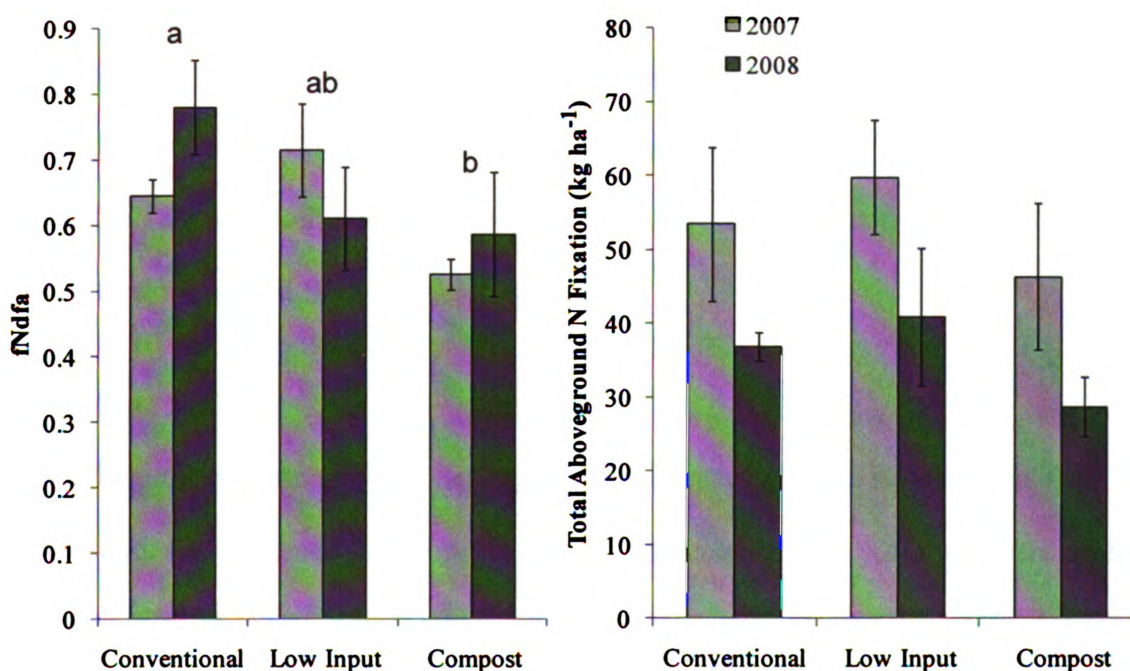 fNdfa
0.9
0.8
0.7
0.6
0.5
0.4
0.3
0.2
0.1
0
a
ab
b
Conventional
Low Input
Compost
Total Aboveground N Fixation (kg ha⁻¹)
80
70
60
50
40
30
20
10
0
2007
2008
Conventional
Low Input
Compost